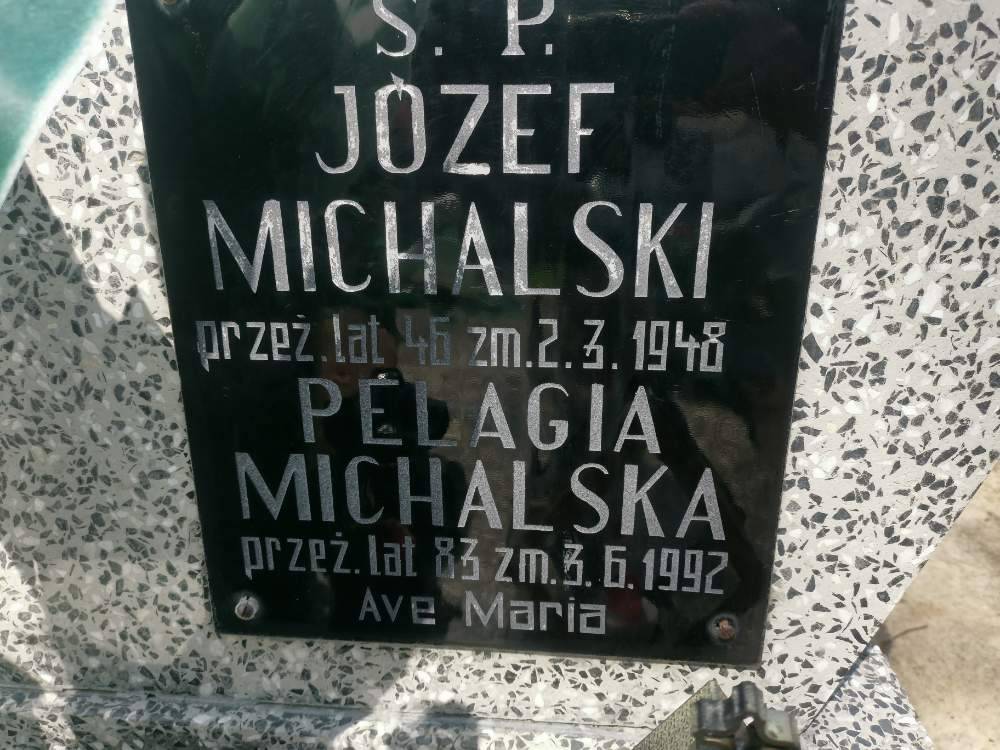 Ś. P.
JÓZEF
MICHALSKI
przeż. lat 46 zm. 2. 3. 1948
PELAGIA
MICHALSKA
przeż. lat 83 zm. 3. 6. 1992
Ave Maria